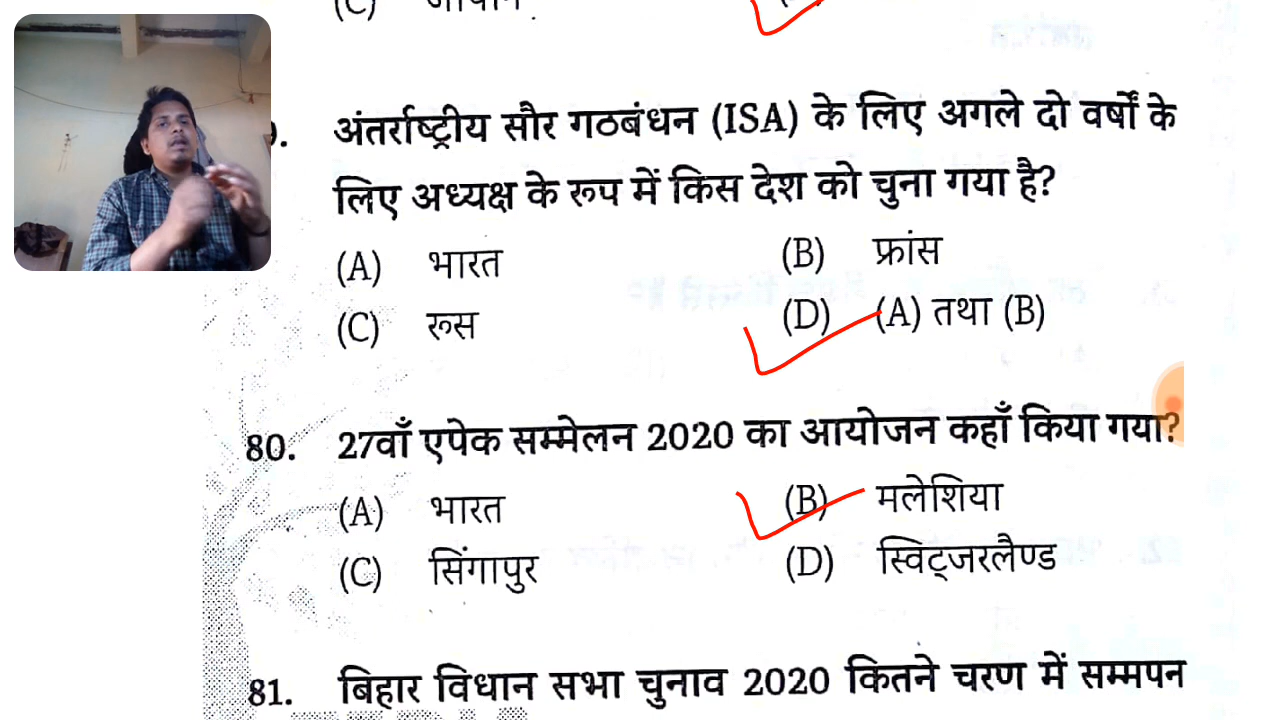 (C)
अंतर्राष्ट्रीय सौर गठबंधन (ISA) के लिए अगले दो वर्षों के
लिए अध्यक्ष के रूप में किस देश को चुना गया है?
(A) भारत (B) फ्रांस
(C) रूस (D) (A) तथा (B)
80. 27वाँ एपेक सम्मेलन 2020 का आयोजन कहाँ किया गया?
(A) भारत (B) मलेशिया
(C) सिंगापुर (D) स्विट्जरलैण्ड
81. बिहार विधान सभा चुनाव 2020 कितने चरण में सम्मपन